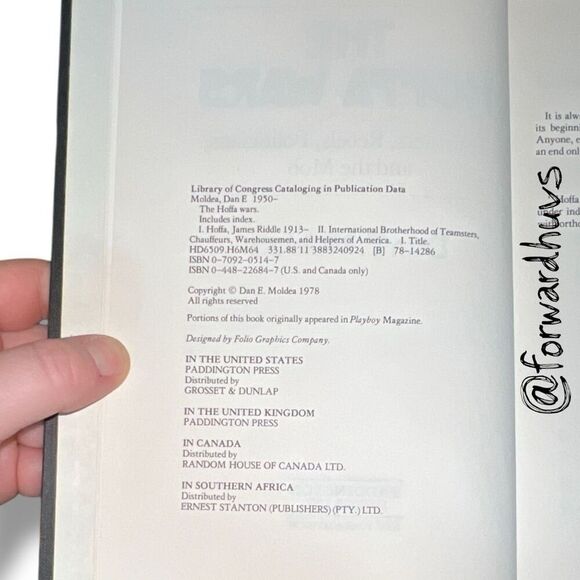 Library of Congress Cataloging in Publication Data
Moldea, Dan E 1950–
The Hoffa wars.
Includes index.
1. Hoffa, James Riddle 1913– II. International Brotherhood of Teamsters,
Chauffeurs, Warehousemen, and Helpers of America. I. Title.
HD6509.H6M64 331.88'11'3883240924 [B] 78-14286
ISBN 0-7092-0514-7
ISBN 0-448-22684-7 (U.S. and Canada only)
Copyright © Dan E. Moldea 1978
All rights reserved
Portions of this book originally appeared in Playboy Magazine.
Designed by Folio Graphics Company.
IN THE UNITED STATES
PADDINGTON PRESS
Distributed by
GROSSET & DUNLAP
IN THE UNITED KINGDOM
PADDINGTON PRESS
IN CANADA
Distributed by
RANDOM HOUSE OF CANADA LTD.
IN SOUTHERN AFRICA
Distributed by
ERNEST STANTON (PUBLISHERS) (PTY.) LTD.
It is alw
its beginni
Anyone, e
an end onl
Hoffa
under ind
@forwardhuvs